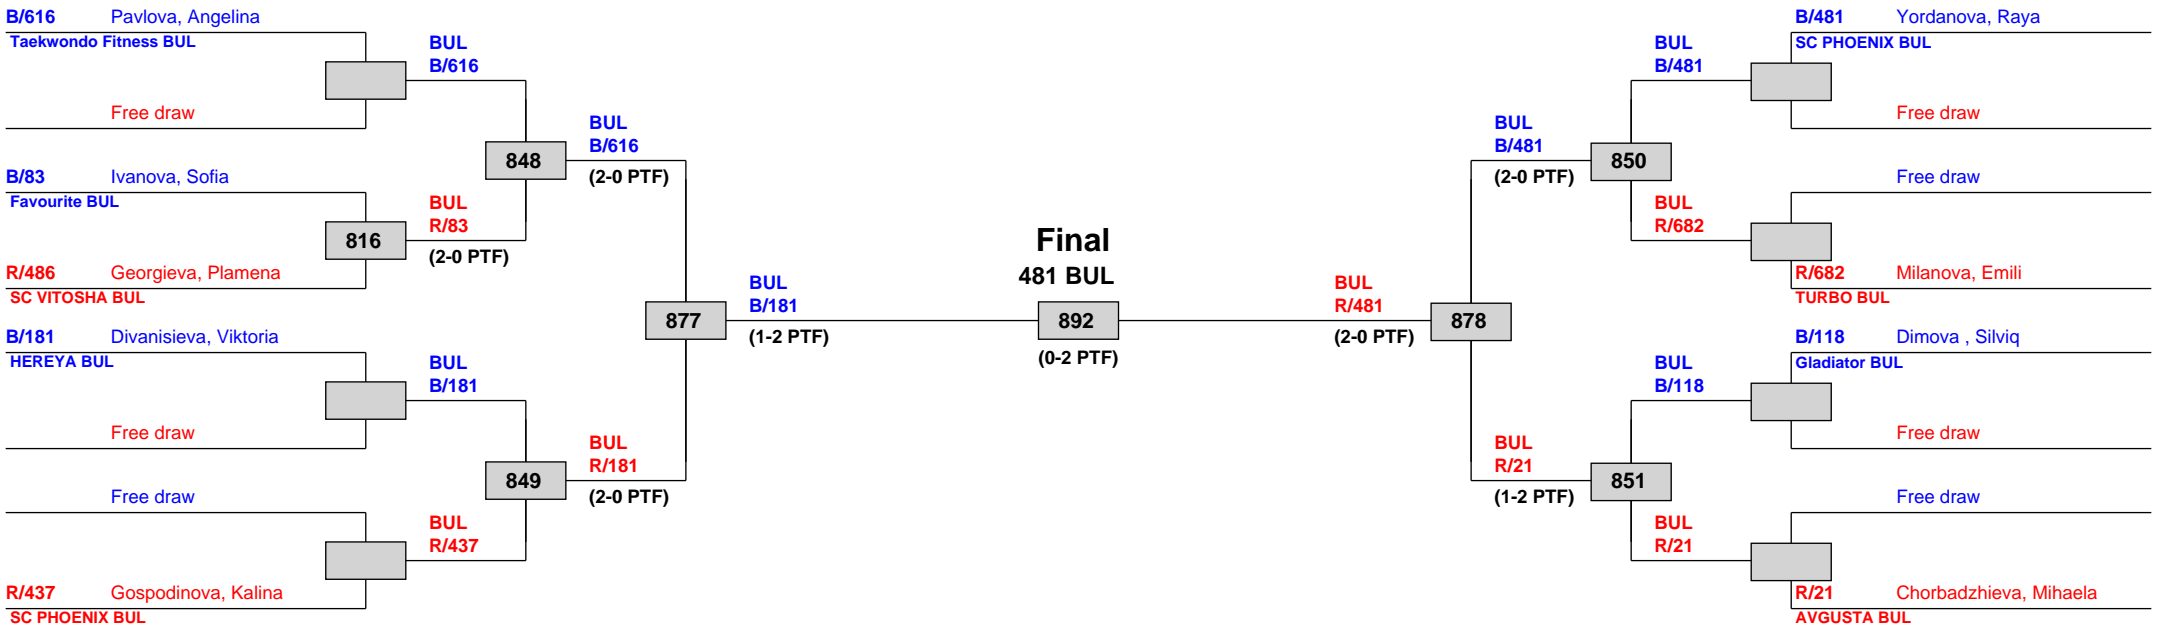 B/616 Pavlova, Angelina
Taekwondo Fitness BUL
Free draw
B/83 Ivanova, Sofia
Favourite BUL
R/486 Georgieva, Plamena
SC VITOSHA BUL
B/181 Divanisieva, Viktoria
HEREYA BUL
Free draw
Free draw
R/437 Gospodinova, Kalina
SC PHOENIX BUL
BUL
B/616
816
BUL
R/83
(2-0 PTF)
BUL
B/181
BUL
R/437
848
BUL
B/616
(2-0 PTF)
849
BUL
R/181
(2-0 PTF)
877
BUL
B/181
(1-2 PTF)
Final
481 BUL
892
(0-2 PTF)
BUL
R/481
(2-0 PTF)
878
BUL
B/481
(2-0 PTF)
850
BUL
R/21
(1-2 PTF)
851
BUL
B/481
BUL
R/682
BUL
B/118
BUL
R/21
B/481 Yordanova, Raya
SC PHOENIX BUL
Free draw
Free draw
R/682 Milanova, Emili
TURBO BUL
B/118 Dimova , Silviq
Gladiator BUL
Free draw
Free draw
R/21 Chorbadzhieva, Mihaela
AVGUSTA BUL